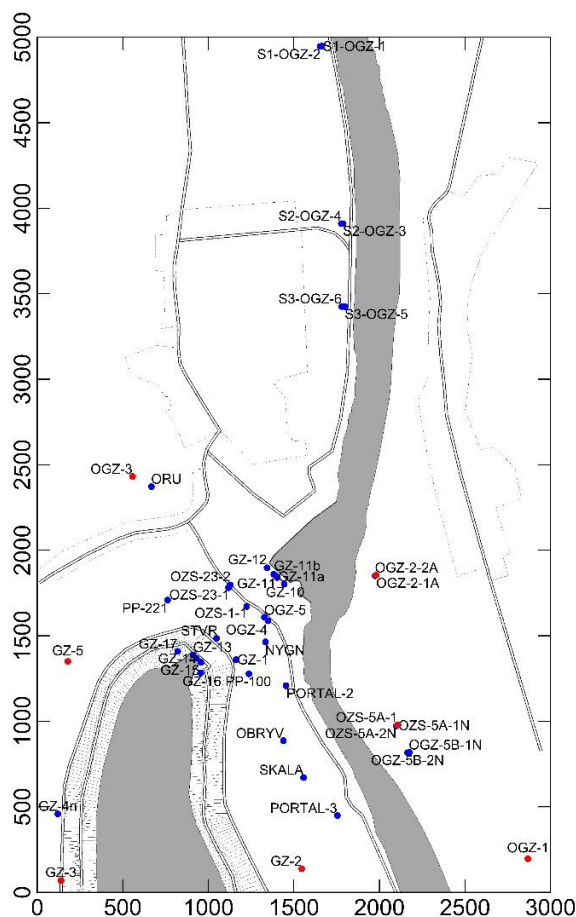 5000
S1-OGZ-1
S1-OGZ-2
4500
4000
S2-OGZ-4
S2-OGZ-3
3500
S3-OGZ-6
S3-OGZ-5
3000
2500
OGZ-3
ORU
2000
GZ-12
GZ-11b
OZS-23-2
GZ-11
GZ-11a
OGZ-2-2A
OZS-23-1
GZ-10
OGZ-2-1A
PP-221
OZS-1-1
OGZ-5
1500
STVR
OGZ-4
GZ-17
GZ-13
NYGN
GZ-5
GZ-14
GZ-1
GZ-15
GZ-16
PP-100
PORTAL-2
1000
OZS-5A-1
OZS-5A-1N
OBRYV
OZS-5A-2N
OGZ-5B-1N
OGZ-5B-2N
SKALA
500
GZ-4n
PORTAL-3
GZ-3
GZ-2
OGZ-1
0
0 500 1000 1500 2000 2500 3000